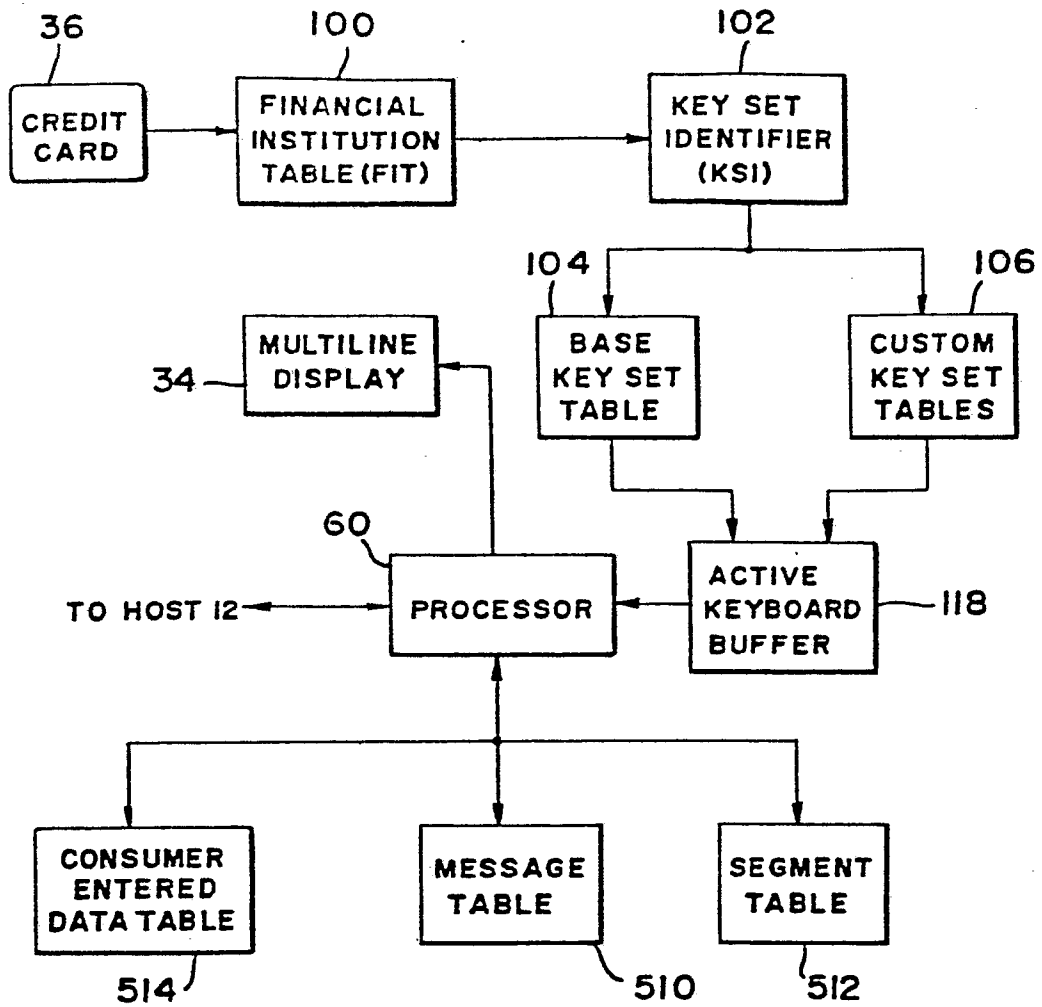 36
100
102
CREDIT
CARD
FINANCIAL
INSTITUTION
TABLE (FIT)
KEY SET
IDENTIFIER
(KSI)
104
106
MULTILINE
DISPLAY
34
BASE
KEY SET
TABLE
CUSTOM
KEY SET
TABLES
60
TO HOST 12
PROCESSOR
ACTIVE
KEYBOARD
BUFFER
118
CONSUMER
ENTERED
DATA TABLE
MESSAGE
TABLE
SEGMENT
TABLE
514
510
512